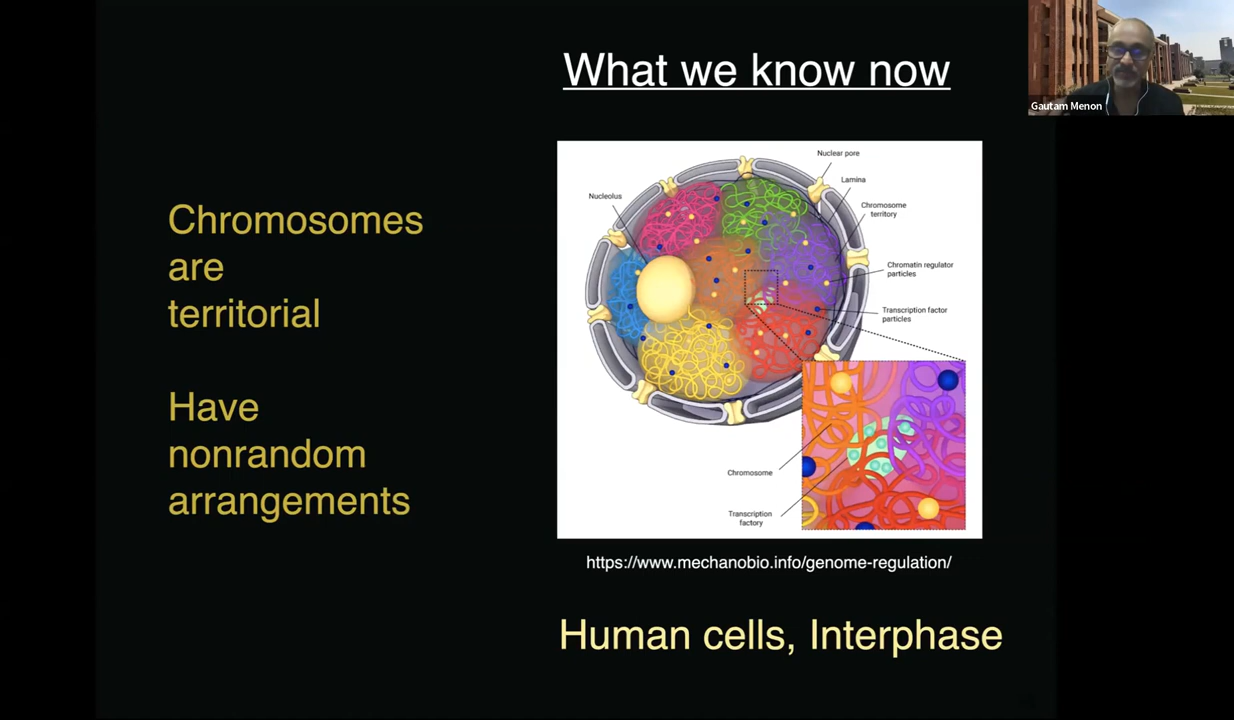 What we know now
Gautam Menon
Chromosomes
are
territorial
Have
nonrandom
arrangements
Nuclear pore
Lamina
Nucleolus
Chromosome
territory
Chromatin regulator
particles
Transcription factor
particles
Chromosome
Transcription
factory
https://www.mechanobio.info/genome-regulation/
Human cells, Interphase